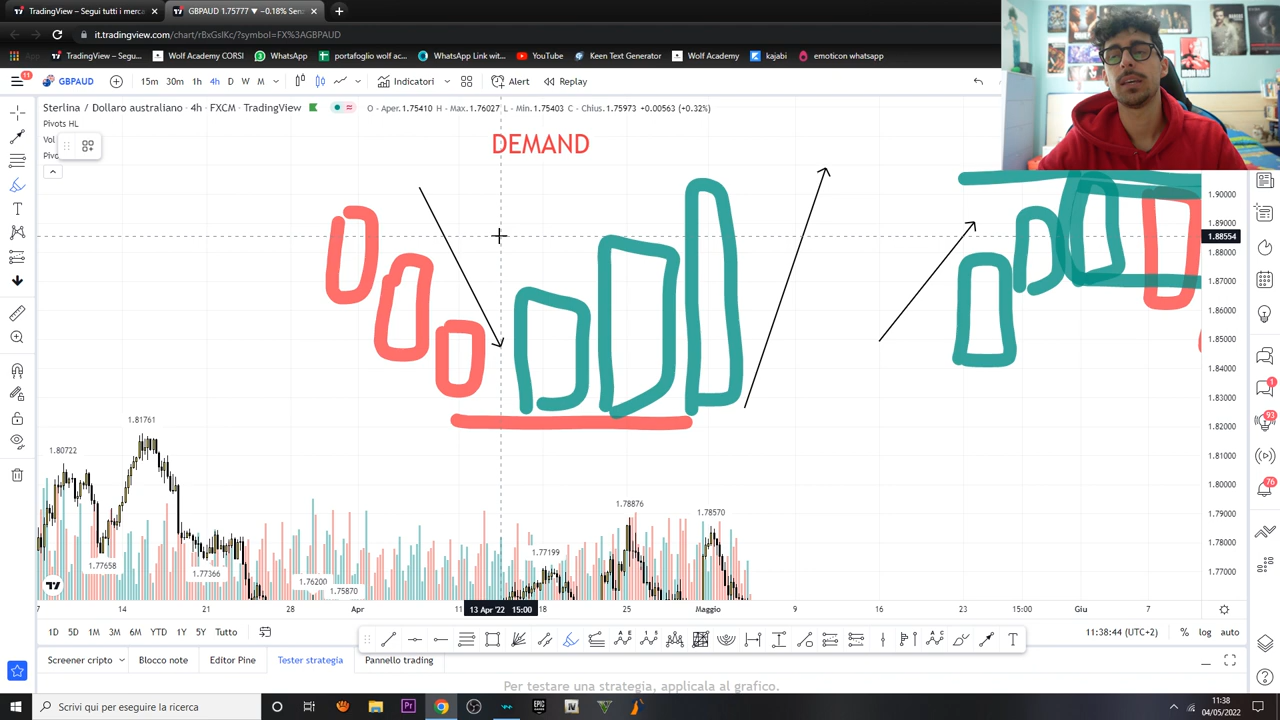 TradingView – Segui tutti i merca
GBPAUD 1.75777 ▼ −0.18% Sen
it.tradingview.com/chart/rBxGslKc/?symbol=FX%3AGBPAUD
App
TradingView – Segu...
Wolf Academy CORSI
WhatsApp
portafoglio wolf ac...
WhatsApp Link wit...
YouTube
Keen Text Generator
Wolf Academy
kajabi
emoticon whatsapp
11
GBPAUD
15m
30m
1h
4h
D
W
M
Indicatori
Alert
Replay
Sterlina / Dollaro australiano · 4h · FXCM · TradingView
O - Aper.1.75410 H - Max.1.76027 L - Min.1.75403 C - Chius.1.75973 +0.00563 (+0.32%)
Pivots HL
Vol
Pivo
DEMAND
1.90000
1.89000
1.88554
1.88000
1.87000
1.86000
1.85000
1.84000
1.83000
1.82000
1.81000
1.80000
1.79000
1.78000
1.77000
1.81761
1.80722
1.78876
1.78570
1.77199
1.77658
1.77366
1.76200
1.75870
1
93
76
7
14
21
28
Apr
11
13 Apr '22 15:00
18
25
Maggio
9
16
23
15:00
Giu
7
1D
5D
1M
3M
6M
YTD
1Y
5Y
Tutto
%
log
auto
Screener cripto
Blocco note
Editor Pine
Tester strategia
Pannello trading
Per testare una strategia, applicala al grafico.
Scrivi qui per eseguire la ricerca
11:38
04/05/2022
11:38:44 (UTC+2)